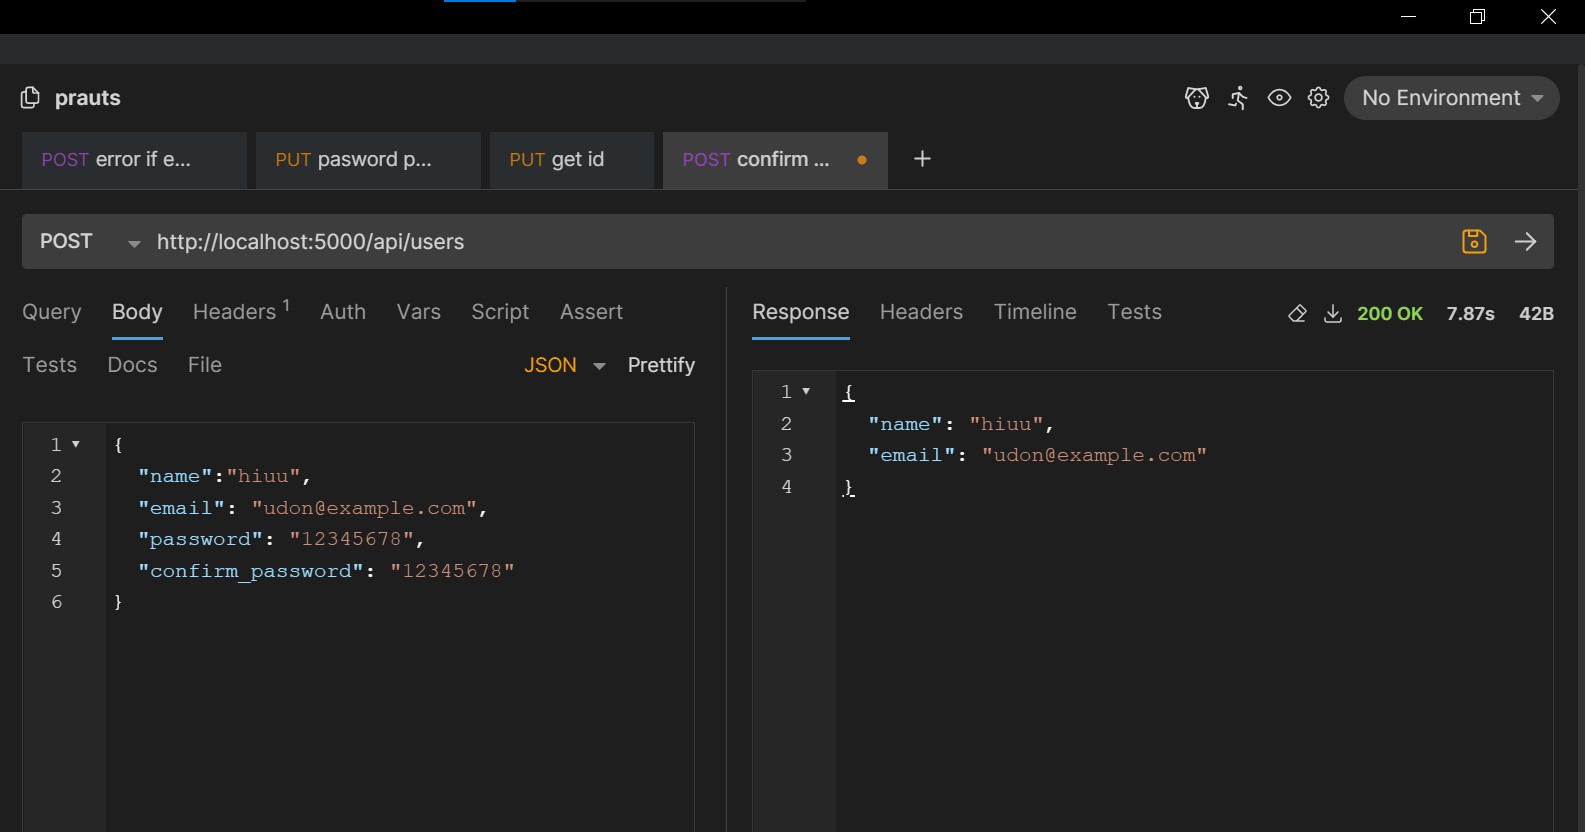 prauts
No Environment
POST error if e...
PUT pasword p...
PUT get id
POST confirm ...
+
POST http://localhost:5000/api/users
Query Body Headers 1 Auth Vars Script Assert
Tests Docs File JSON Prettify
1 {
2 "name":"hiuu",
3 "email": "udon@example.com",
4 "password": "12345678",
5 "confirm_password": "12345678"
6 }
Response Headers Timeline Tests 200 OK 7.87s 42B
1 {
2 "name": "hiuu",
3 "email": "udon@example.com"
4 }